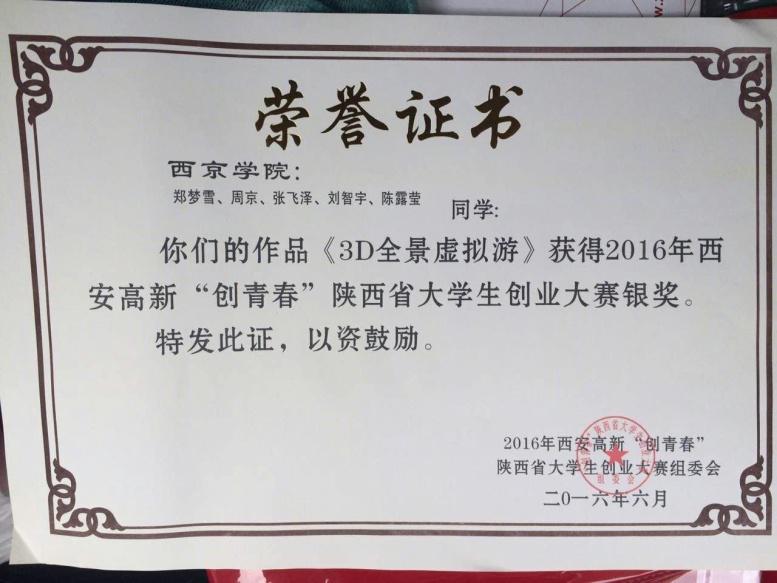 荣誉证书
西京学院：
郑梦雪、周京、张飞泽、刘智宇、陈露莹
同学：
你们的作品《3D全景虚拟游》获得2016年西
安高新“创青春”陕西省大学生创业大赛银奖。
特发此证，以资鼓励。
2016年西安高新“创青春”
陕西省大学生创业大赛组委会
二0一六年六月
组委会